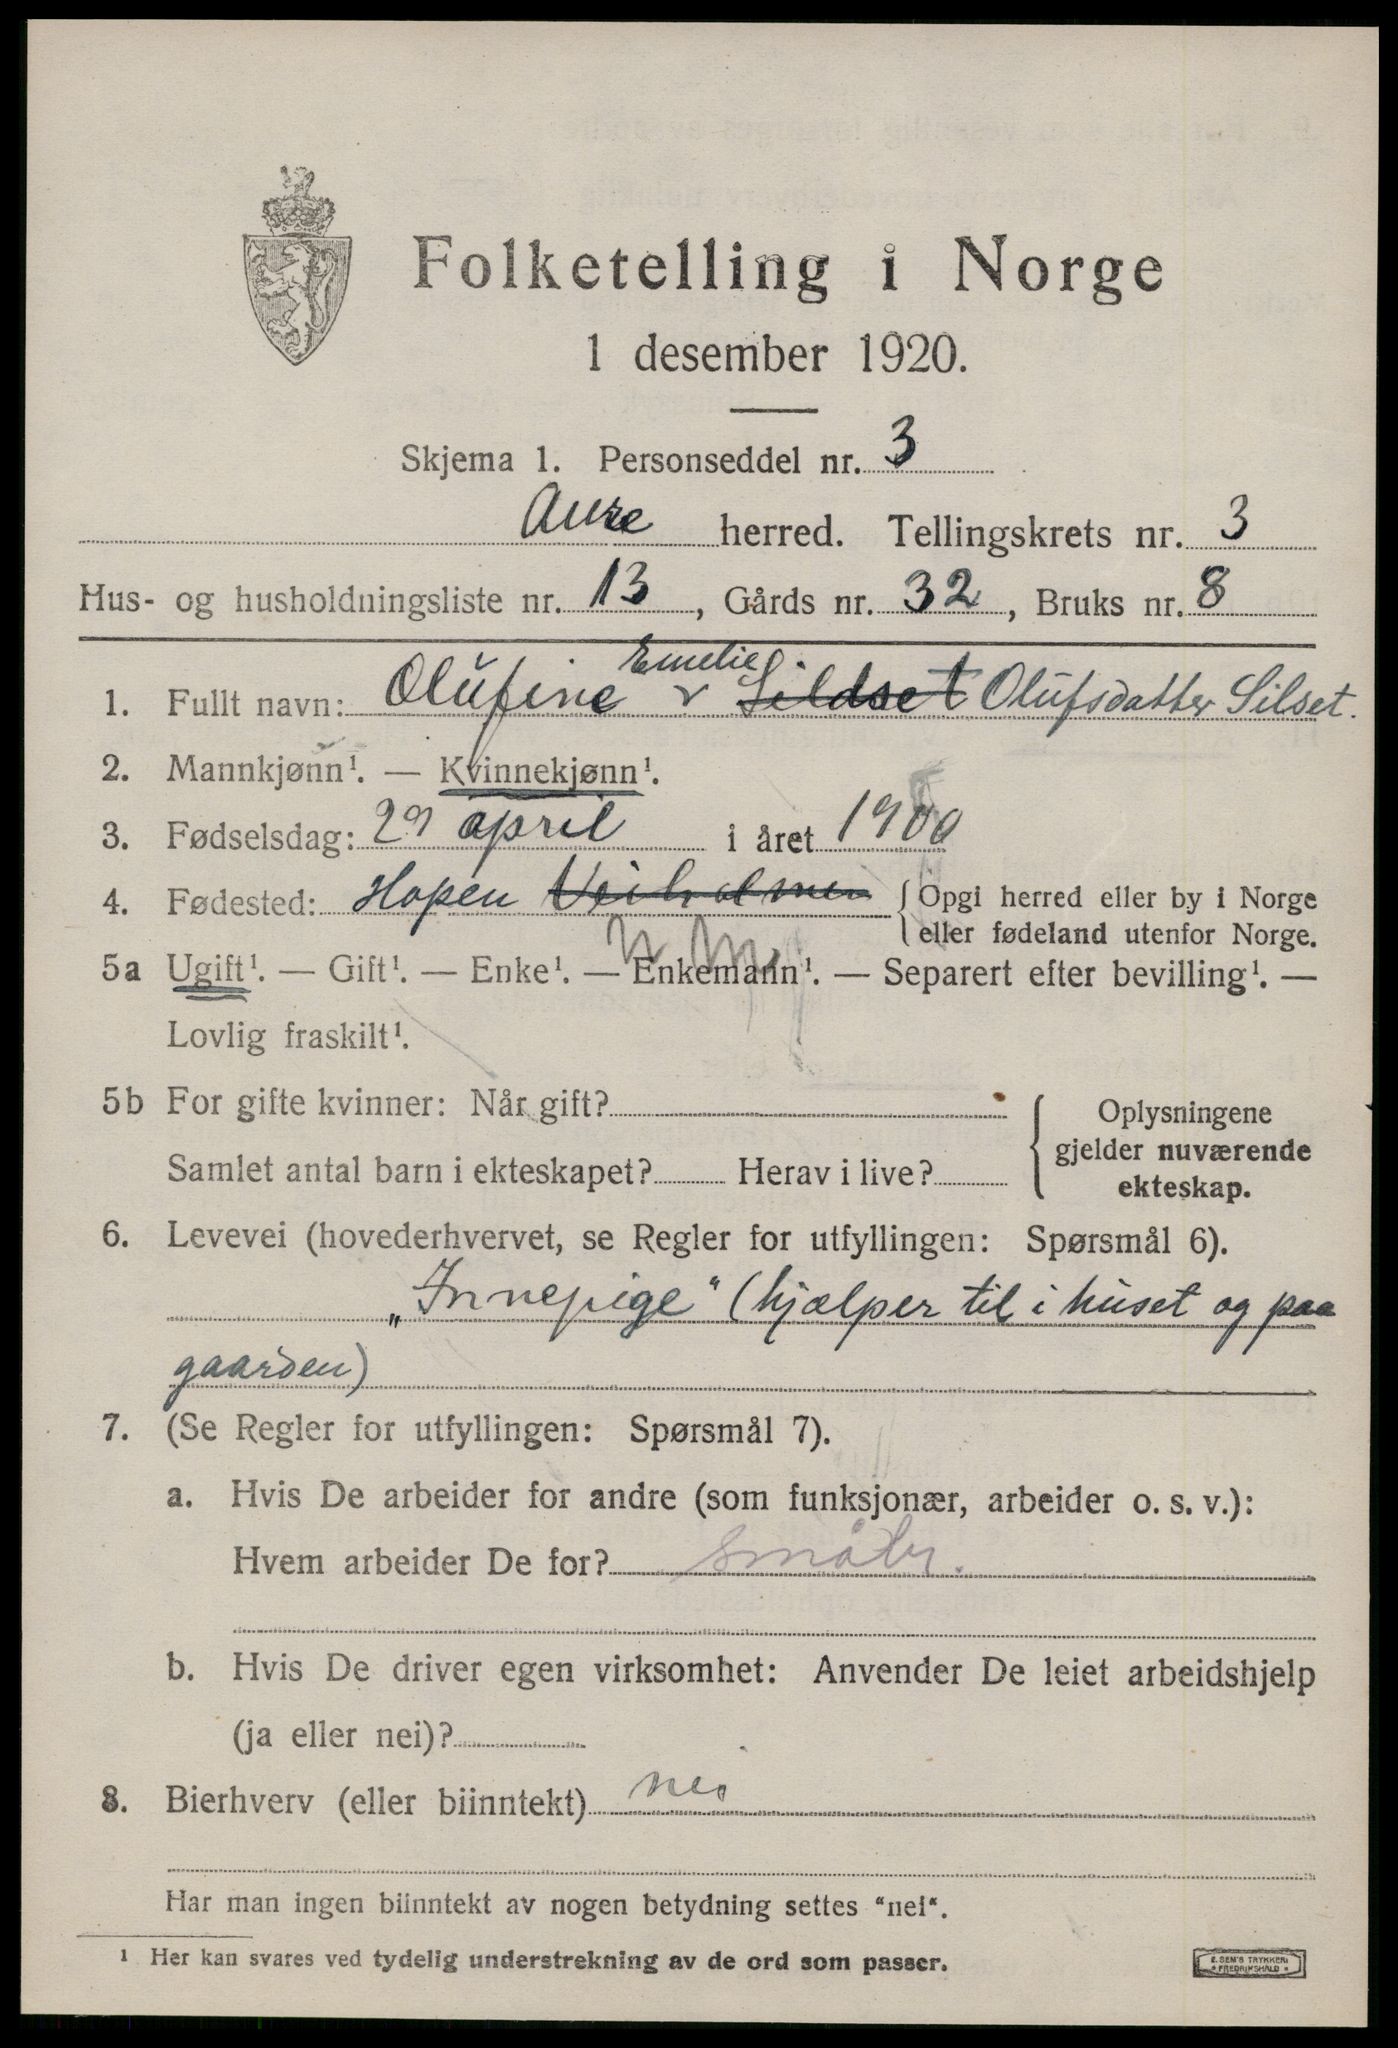 Folketelling i Norge
1 desember 1920.
Skjema 1. Personseddel nr. 3
Aure herred. Tellingskrets nr. 3
Hus- og husholdningsliste nr. 13, Gårds nr. 32, Bruks nr. 8
Emelie
1. Fullt navn: Olufine v Sildset Olufsdatter Silset.
2. Mannkjønn¹. — Kvinnekjønn¹.
3. Fødselsdag: 29 april i året 1900
4. Fødested: Hopen Veiholmen { Opgi herred eller by i Norge
eller fødeland utenfor Norge.
5a Ugift¹. — Gift¹. — Enke¹. — Enkemann¹. — Separert efter bevilling¹. —
Lovlig fraskilt¹.
5b For gifte kvinner: Når gift? { Oplysningene
gjelder nuværende
Samlet antal barn i ekteskapet? Herav i live?
ekteskap.
6. Levevei (hovederhvervet, se Regler for utfyllingen: Spørsmål 6).
„Innepige“ (hjælper til i huset og paa
gaarden)
7. (Se Regler for utfyllingen: Spørsmål 7).
a. Hvis De arbeider for andre (som funksjonær, arbeider o. s. v.):
Hvem arbeider De for? småbr.
b. Hvis De driver egen virksomhet: Anvender De leiet arbeidshjelp
(ja eller nei)?
8. Bierhverv (eller biinntekt) nei
Har man ingen biinntekt av nogen betydning settes “nei“.
¹ Her kan svares ved tydelig understrekning av de ord som passer.
E. SEM'S TRYKKERI
FREDRIKSHALD